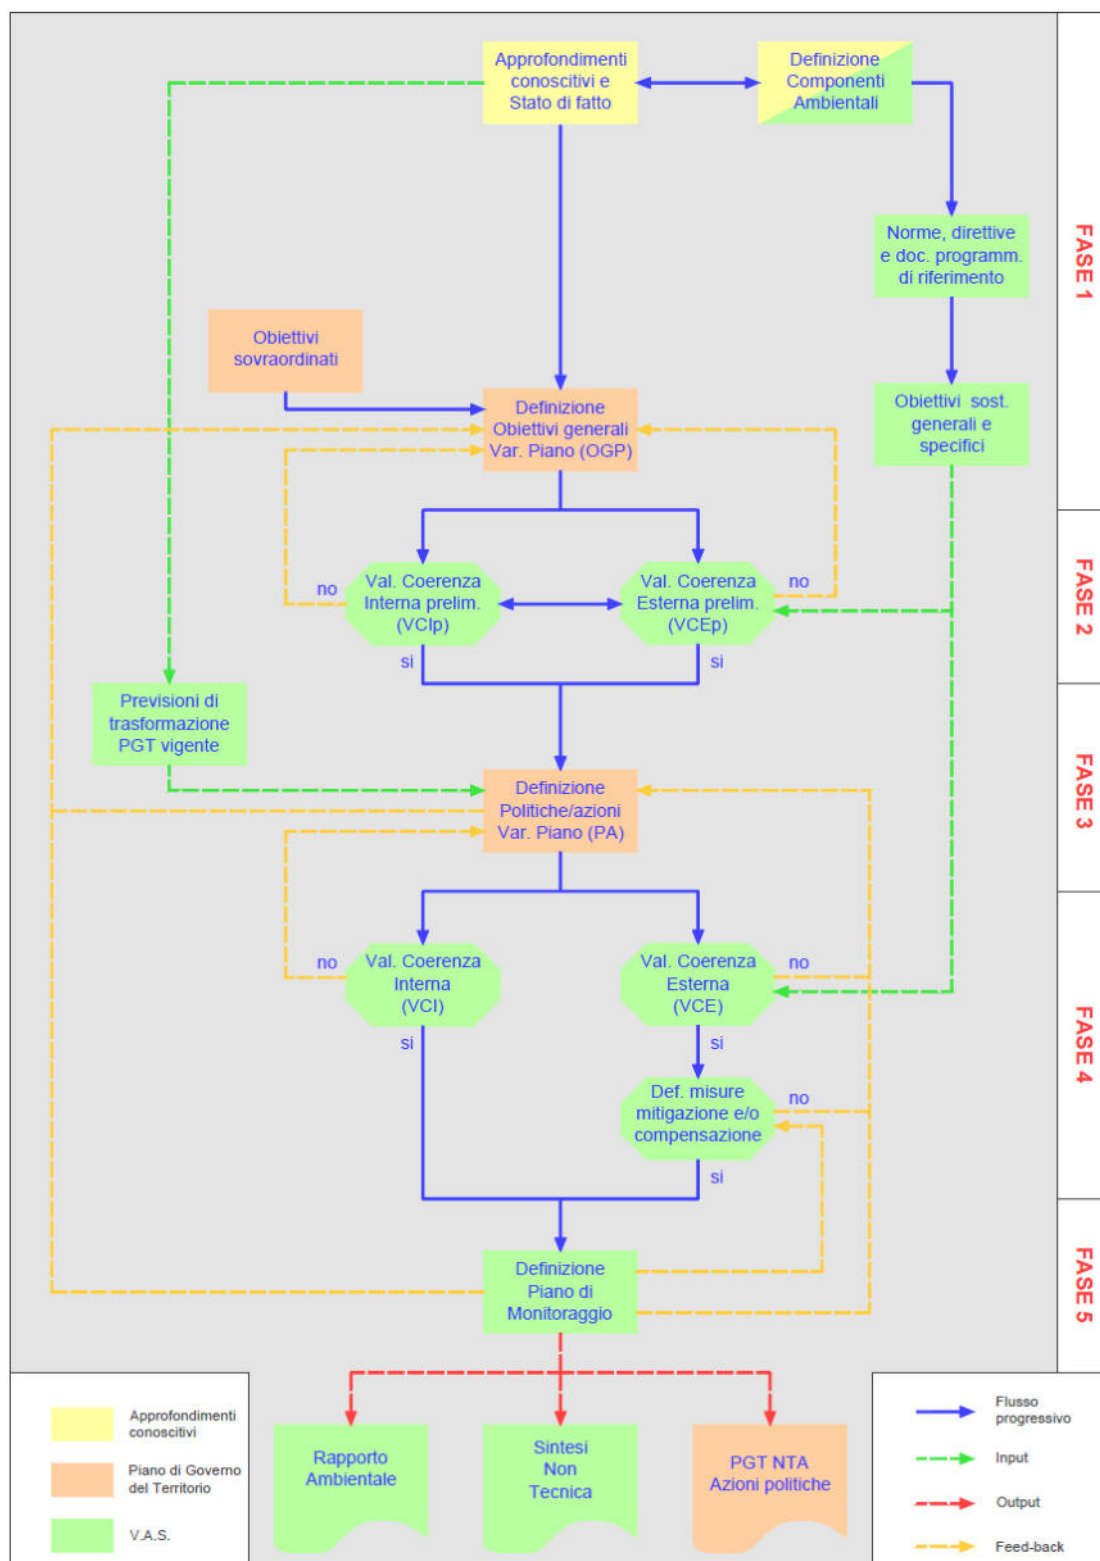 Approfondimenti
conoscitivi e
Stato di fatto
Definizione
Componenti
Ambientali
FASE 1
Norme, direttive
e doc. programm.
di riferimento
Obiettivi
sovraordinati
Obiettivi sost.
generali e
specifici
Definizione
Obiettivi generali
Var. Piano (OGP)
FASE 2
no
Val. Coerenza
Interna prelim.
(VCIp)
Val. Coerenza
Esterna prelim.
(VCEp)
no
si
si
Previsioni di
trasformazione
PGT vigente
FASE 3
Definizione
Politiche/azioni
Var. Piano (PA)
FASE 4
no
Val. Coerenza
Interna
(VCI)
Val. Coerenza
Esterna
(VCE)
no
si
si
Def. misure
mitigazione e/o
compensazione
no
si
FASE 5
Definizione
Piano di
Monitoraggio
Approfondimenti
conoscitivi
Piano di Governo
del Territorio
V.A.S.
Rapporto
Ambientale
Sintesi
Non
Tecnica
PGT NTA
Azioni politiche
Flusso
progressivo
Input
Output
Feed-back